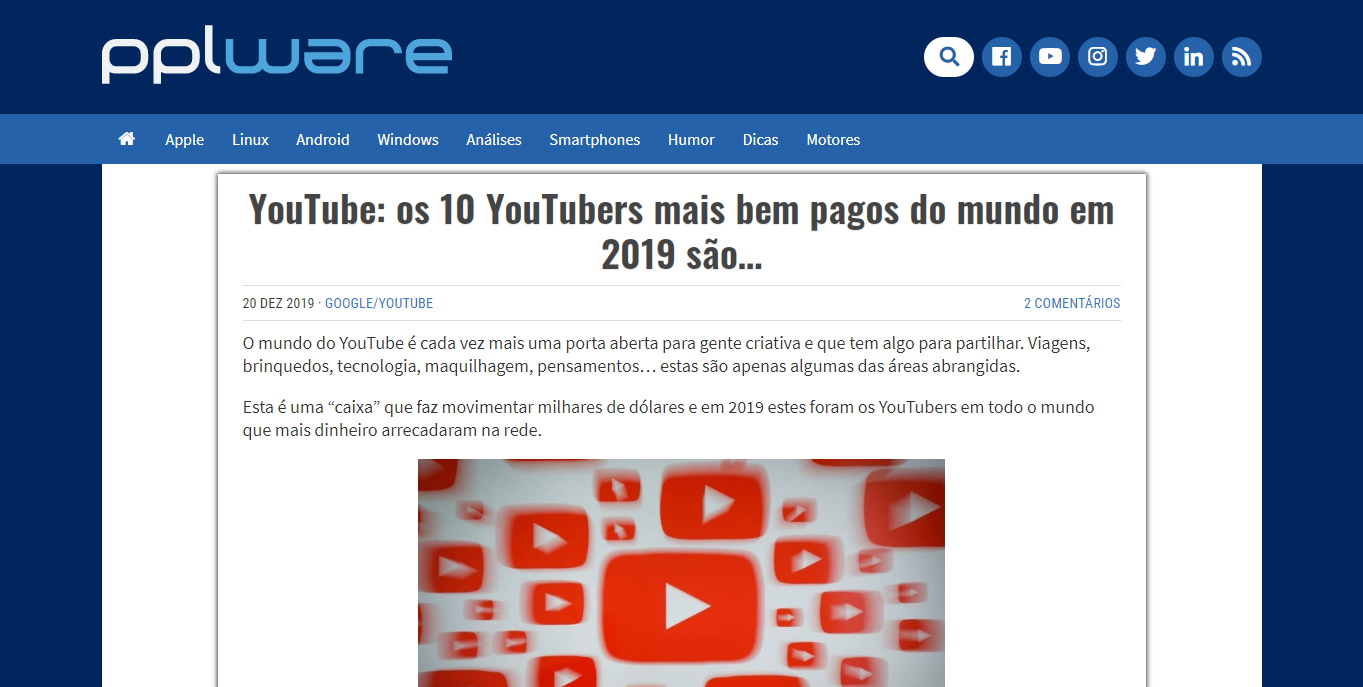 pplware
Apple Linux Android Windows Análises Smartphones Humor Dicas Motores
YouTube: os 10 YouTubers mais bem pagos do mundo em
2019 são...
20 DEZ 2019 · GOOGLE/YOUTUBE 2 COMENTÁRIOS
O mundo do YouTube é cada vez mais uma porta aberta para gente criativa e que tem algo para partilhar. Viagens,
brinquedos, tecnologia, maquilhagem, pensamentos… estas são apenas algumas das áreas abrangidas.
Esta é uma “caixa” que faz movimentar milhares de dólares e em 2019 estes foram os YouTubers em todo o mundo
que mais dinheiro arrecadaram na rede.